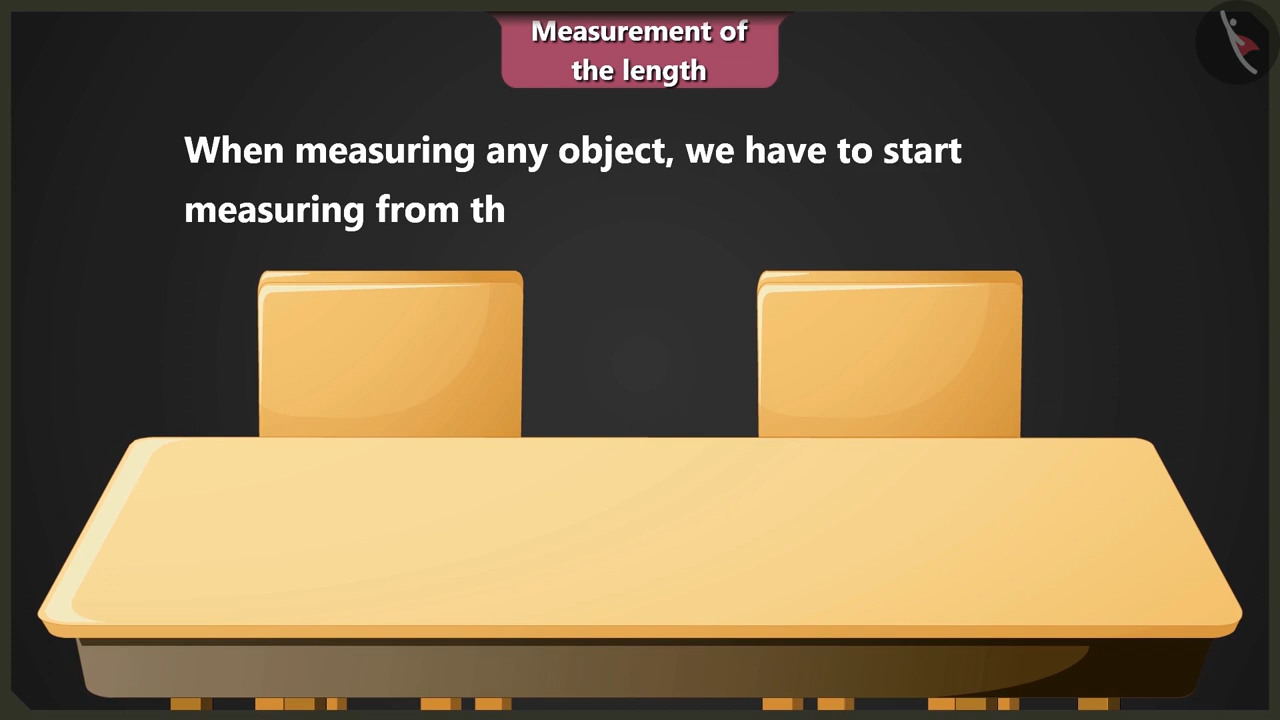 Measurement of
the length
When measuring any object, we have to start
measuring from th